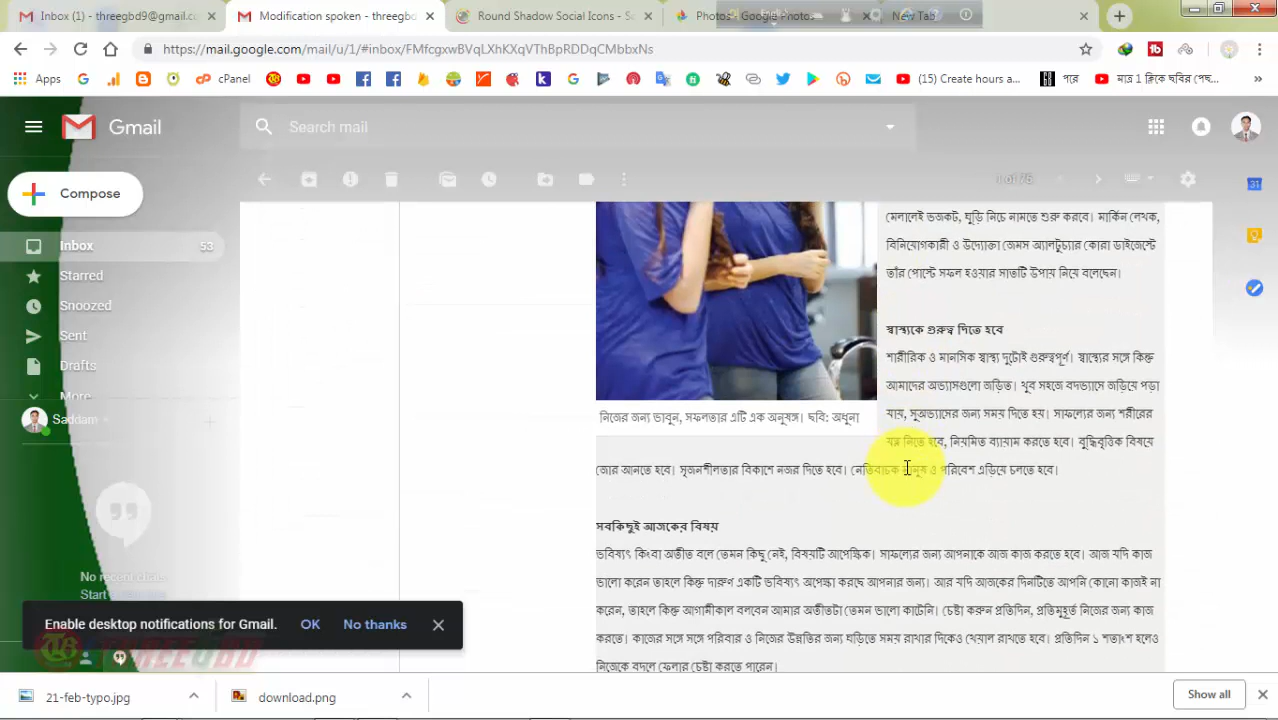 Inbox (1) - threegbd9@gmail.c
Modification spoken - threegbd
Round Shadow Social Icons - S
Photos - Google Photo
New Tab
https://mail.google.com/mail/u/1/#inbox/FMfcgxwBVqLXhKXqVThBpRDDqCMbbxNs
Apps
cPanel
(15) Create hours a...
পরে
মাত্র 1 ক্লিকে ছবির পেছ...
Gmail
Search mail
Compose
Inbox 53
Starred
Snoozed
Sent
Drafts
More
Saddam
No recent chats
Start
মেলালেই ভজকট, ঘুড়ি নিচে নামতে শুরু করবে। মার্কিন লেখক,
বিনিয়োগকারী ও উদ্যোক্তা জেমস অ্যালটুচ্যার কোরা ডাইজেস্টে
তাঁর পোস্টে সফল হওয়ার সাতটি উপায় নিয়ে বলেছেন।
স্বাস্থ্যকে গুরুত্ব দিতে হবে
শারীরিক ও মানসিক স্বাস্থ্য দুটোই গুরুত্বপূর্ণ। স্বাস্থ্যের সঙ্গে কিন্তু
আমাদের অভ্যাসগুলো জড়িত। খুব সহজে বদভ্যাসে জড়িয়ে পড়া
যায়, সুঅভ্যাসের জন্য সময় দিতে হয়। সাফল্যের জন্য শরীরের
যত্ন নিতে হবে, নিয়মিত ব্যায়াম করতে হবে। বুদ্ধিবৃত্তিক বিষয়ে
নিজের জন্য ভাবুন, সফলতার এটি এক অনুষঙ্গ। ছবি: অধুনা
জোর আনতে হবে। সৃজনশীলতার বিকাশে নজর দিতে হবে। নেতিবাচক মানুষ ও পরিবেশ এড়িয়ে চলতে হবে।
সবকিছুই আজকের বিষয়
ভবিষ্যৎ কিংবা অতীত বলে তেমন কিছু নেই, বিষয়টি আপেক্ষিক। সাফল্যের জন্য আপনাকে আজ কাজ করতে হবে। আজ যদি কাজ
ভালো করেন তাহলে কিন্তু দারুণ একটি ভবিষ্যৎ অপেক্ষা করছে আপনার জন্য। আর যদি আজকের দিনটিতে আপনি কোনো কাজই না
করেন, তাহলে কিন্তু আগামীকাল বলবেন আমার অতীতটা তেমন ভালো কাটেনি। চেষ্টা করুন প্রতিদিন, প্রতিমুহূর্ত নিজের জন্য কাজ
করতে। কাজের সঙ্গে সঙ্গে পরিবার ও নিজের উন্নতির জন্য ঘড়িতে সময় রাখার দিকেও খেয়াল রাখতে হবে। প্রতিদিন ১ শতাংশ হলেও
নিজেকে বদলে ফেলার চেষ্টা করতে পারেন।
Enable desktop notifications for Gmail. OK No thanks
THREE G BD
21-feb-typo.jpg
download.png
Show all